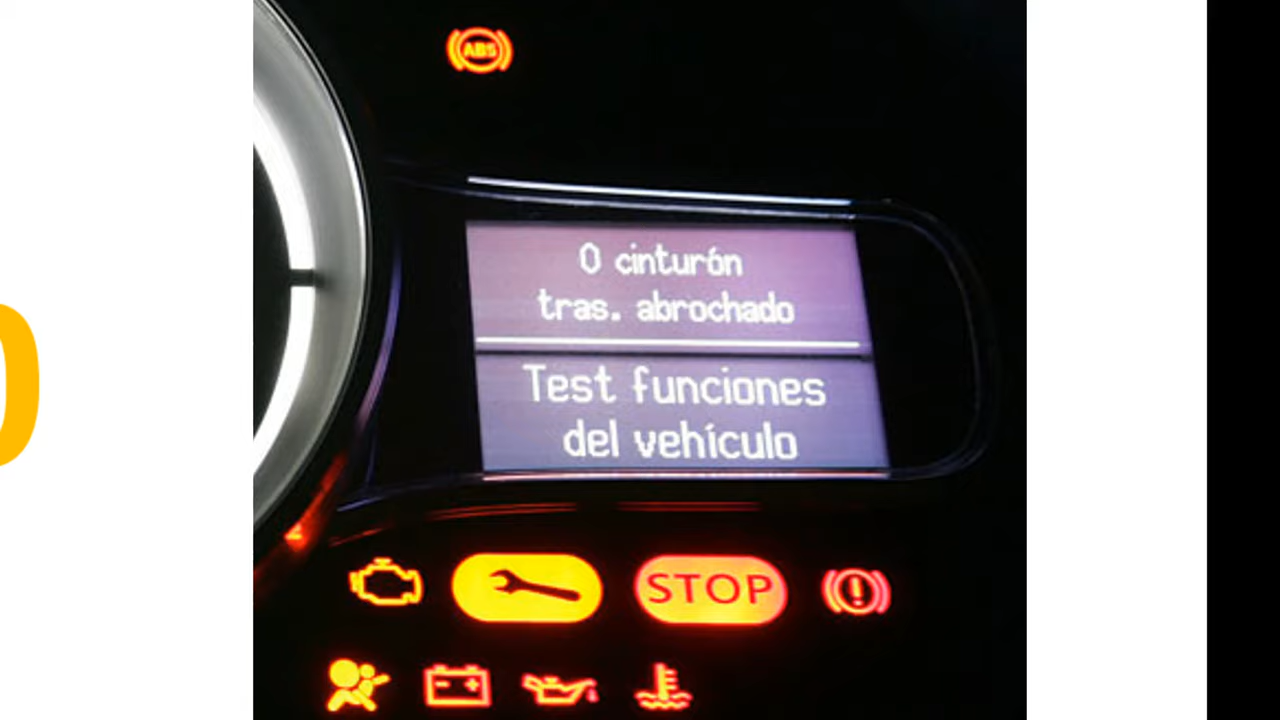 ABS
0 cinturón
tras. abrochado
Test funciones
del vehículo
STOP